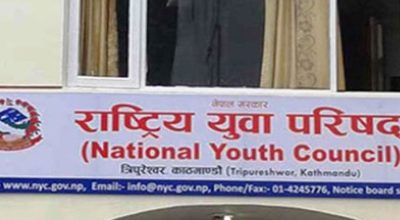 नेपाल सरकार
राष्ट्रिय युवा परिषद
(National Youth Council)
त्रिपुरेश्वर, काठमाण्डौ (Tripureshwor, Kathmandu)
www.nyc.gov.np, Email:- info@nyc.gov.np, Phone/Fax:- 01-4245776, Notice board s